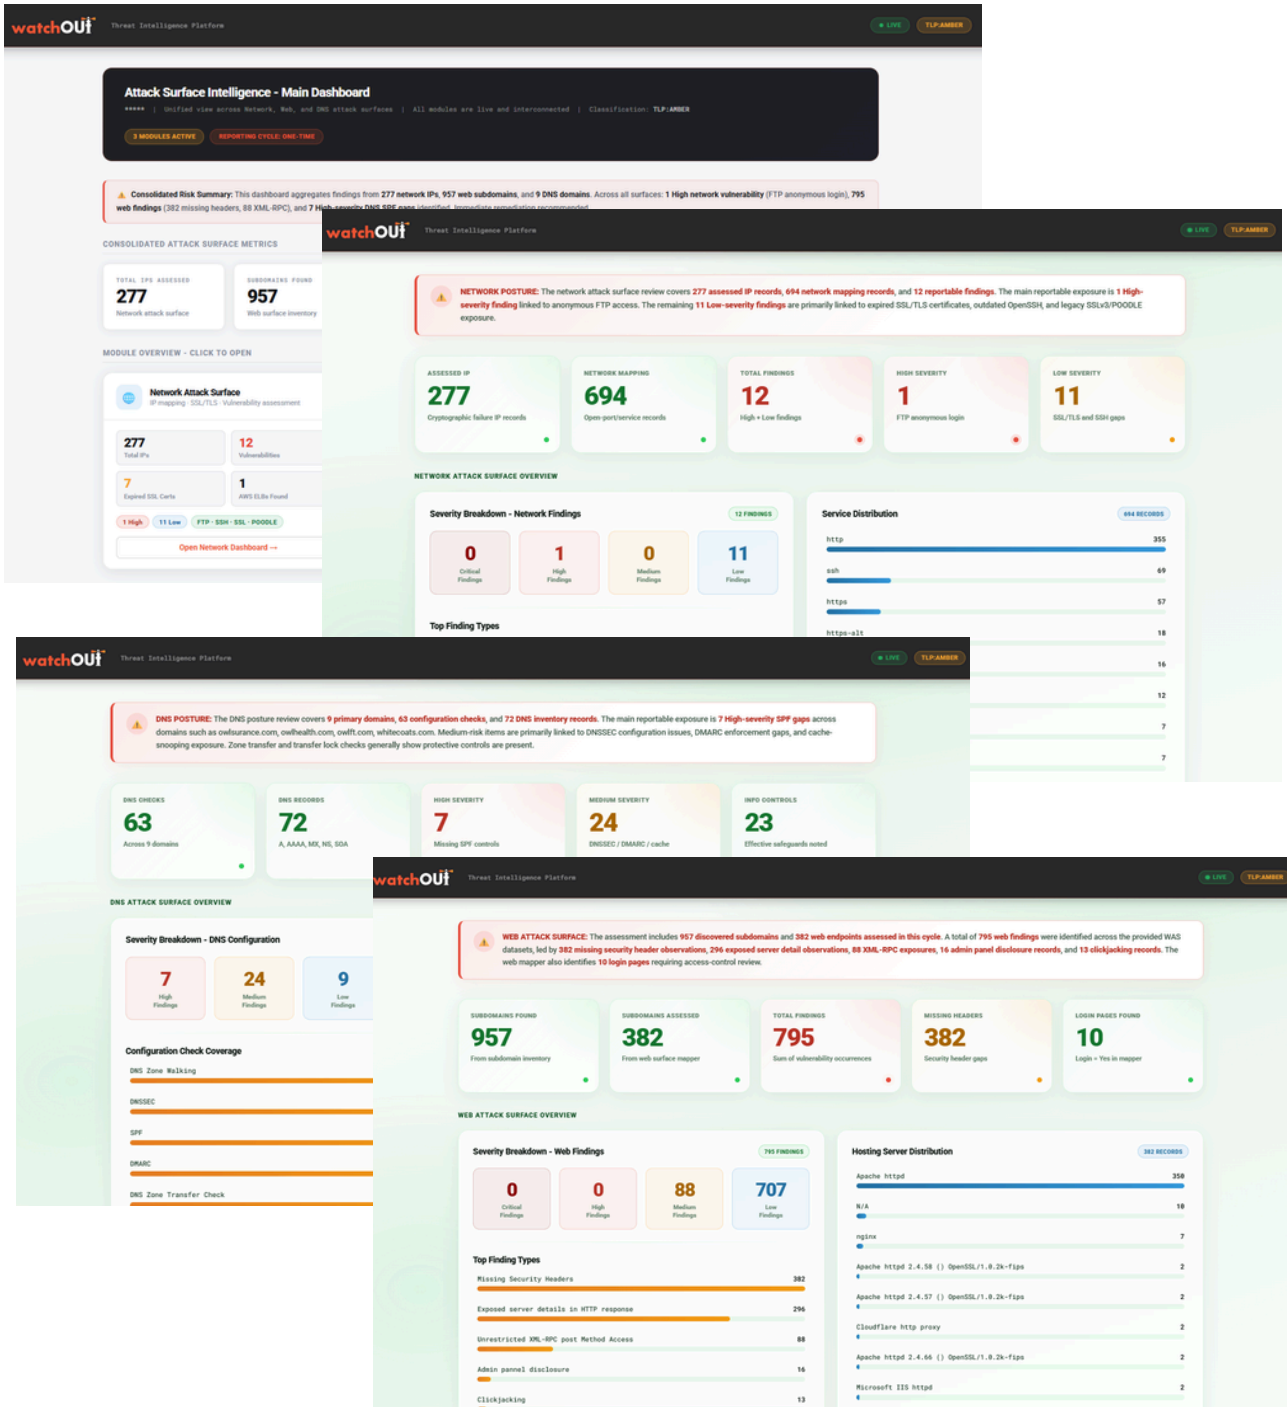 watchOUT Threat Intelligence Platform LIVE TLP:AMBER
Attack Surface Intelligence - Main Dashboard
***** | Unified view across Network, Web, and DNS attack surfaces | All modules are live and interconnected | Classification: TLP:AMBER
3 MODULES ACTIVE REPORTING CYCLE: ONE-TIME
Consolidated Risk Summary: This dashboard aggregates findings from 277 network IPs, 957 web subdomains, and 9 DNS domains. Across all surfaces: 1 High network vulnerability (FTP anonymous login), 795
web findings (382 missing headers, 88 XML-RPC), and 7 High-severity DNS SPF gaps identified. Immediate remediation recommended.
CONSOLIDATED ATTACK SURFACE METRICS
TOTAL IPS ASSESSED
277
Network attack surface
SUBDOMAINS FOUND
957
Web surface inventory
MODULE OVERVIEW - CLICK TO OPEN
Network Attack Surface
IP mapping · SSL/TLS · Vulnerability assessment
277
Total IPs
12
Vulnerabilities
7
Expired SSL Certs
1
AWS ELBs Found
1 High 11 Low FTP · SSH · SSL · POODLE
Open Network Dashboard →
watchOUT Threat Intelligence Platform LIVE TLP:AMBER
NETWORK POSTURE: The network attack surface review covers 277 assessed IP records, 694 network mapping records, and 12 reportable findings. The main reportable exposure is 1 High-
severity finding linked to anonymous FTP access. The remaining 11 Low-severity findings are primarily linked to expired SSL/TLS certificates, outdated OpenSSH, and legacy SSLv3/POODLE
exposure.
ASSESSED IP
277
Cryptographic failure IP records
NETWORK MAPPING
694
Open-port/service records
TOTAL FINDINGS
12
High + Low findings
HIGH SEVERITY
1
FTP anonymous login
LOW SEVERITY
11
SSL/TLS and SSH gaps
NETWORK ATTACK SURFACE OVERVIEW
Severity Breakdown - Network Findings 12 FINDINGS
0
Critical
Findings
1
High
Findings
0
Medium
Findings
11
Low
Findings
Top Finding Types
Service Distribution 694 RECORDS
http 355
ssh 69
https 57
https-alt 18
16
12
7
7
watchOUT Threat Intelligence Platform LIVE TLP:AMBER
DNS POSTURE: The DNS posture review covers 9 primary domains, 63 configuration checks, and 72 DNS inventory records. The main reportable exposure is 7 High-severity SPF gaps across
domains such as owlsurance.com, owlhealth.com, owlft.com, whitecoats.com. Medium-risk items are primarily linked to DNSSEC configuration issues, DMARC enforcement gaps, and cache-
snooping exposure. Zone transfer and transfer lock checks generally show protective controls are present.
DNS CHECKS
63
Across 9 domains
DNS RECORDS
72
A, AAAA, MX, NS, SOA
HIGH SEVERITY
7
Missing SPF controls
MEDIUM SEVERITY
24
DNSSEC / DMARC / cache
INFO CONTROLS
23
Effective safeguards noted
DNS ATTACK SURFACE OVERVIEW
Severity Breakdown - DNS Configuration
7
High
Findings
24
Medium
Findings
9
Low
Findings
Configuration Check Coverage
DNS Zone Walking
DNSSEC
SPF
DMARC
DNS Zone Transfer Check
watchOUT Threat Intelligence Platform LIVE TLP:AMBER
WEB ATTACK SURFACE: The assessment includes 957 discovered subdomains and 382 web endpoints assessed in this cycle. A total of 795 web findings were identified across the provided WAS
datasets, led by 382 missing security header observations, 296 exposed server detail observations, 88 XML-RPC exposures, 16 admin panel disclosure records, and 13 clickjacking records. The
web mapper also identifies 10 login pages requiring access-control review.
SUBDOMAINS FOUND
957
From subdomain inventory
SUBDOMAINS ASSESSED
382
From web surface mapper
TOTAL FINDINGS
795
Sum of vulnerability occurrences
MISSING HEADERS
382
Security header gaps
LOGIN PAGES FOUND
10
Login = Yes in mapper
WEB ATTACK SURFACE OVERVIEW
Severity Breakdown - Web Findings 795 FINDINGS
0
Critical
Findings
0
High
Findings
88
Medium
Findings
707
Low
Findings
Top Finding Types
Missing Security Headers 382
Exposed server details in HTTP response 296
Unrestricted XML-RPC post Method Access 88
Admin pannel disclosure 16
Clickjacking 13
Hosting Server Distribution 382 RECORDS
Apache httpd 350
N/A 10
nginx 7
Apache httpd 2.4.58 () OpenSSL/1.0.2k-fips 2
Apache httpd 2.4.57 () OpenSSL/1.0.2k-fips 2
Cloudflare http proxy 2
Apache httpd 2.4.66 () OpenSSL/1.0.2k-fips 2
Microsoft IIS httpd 2